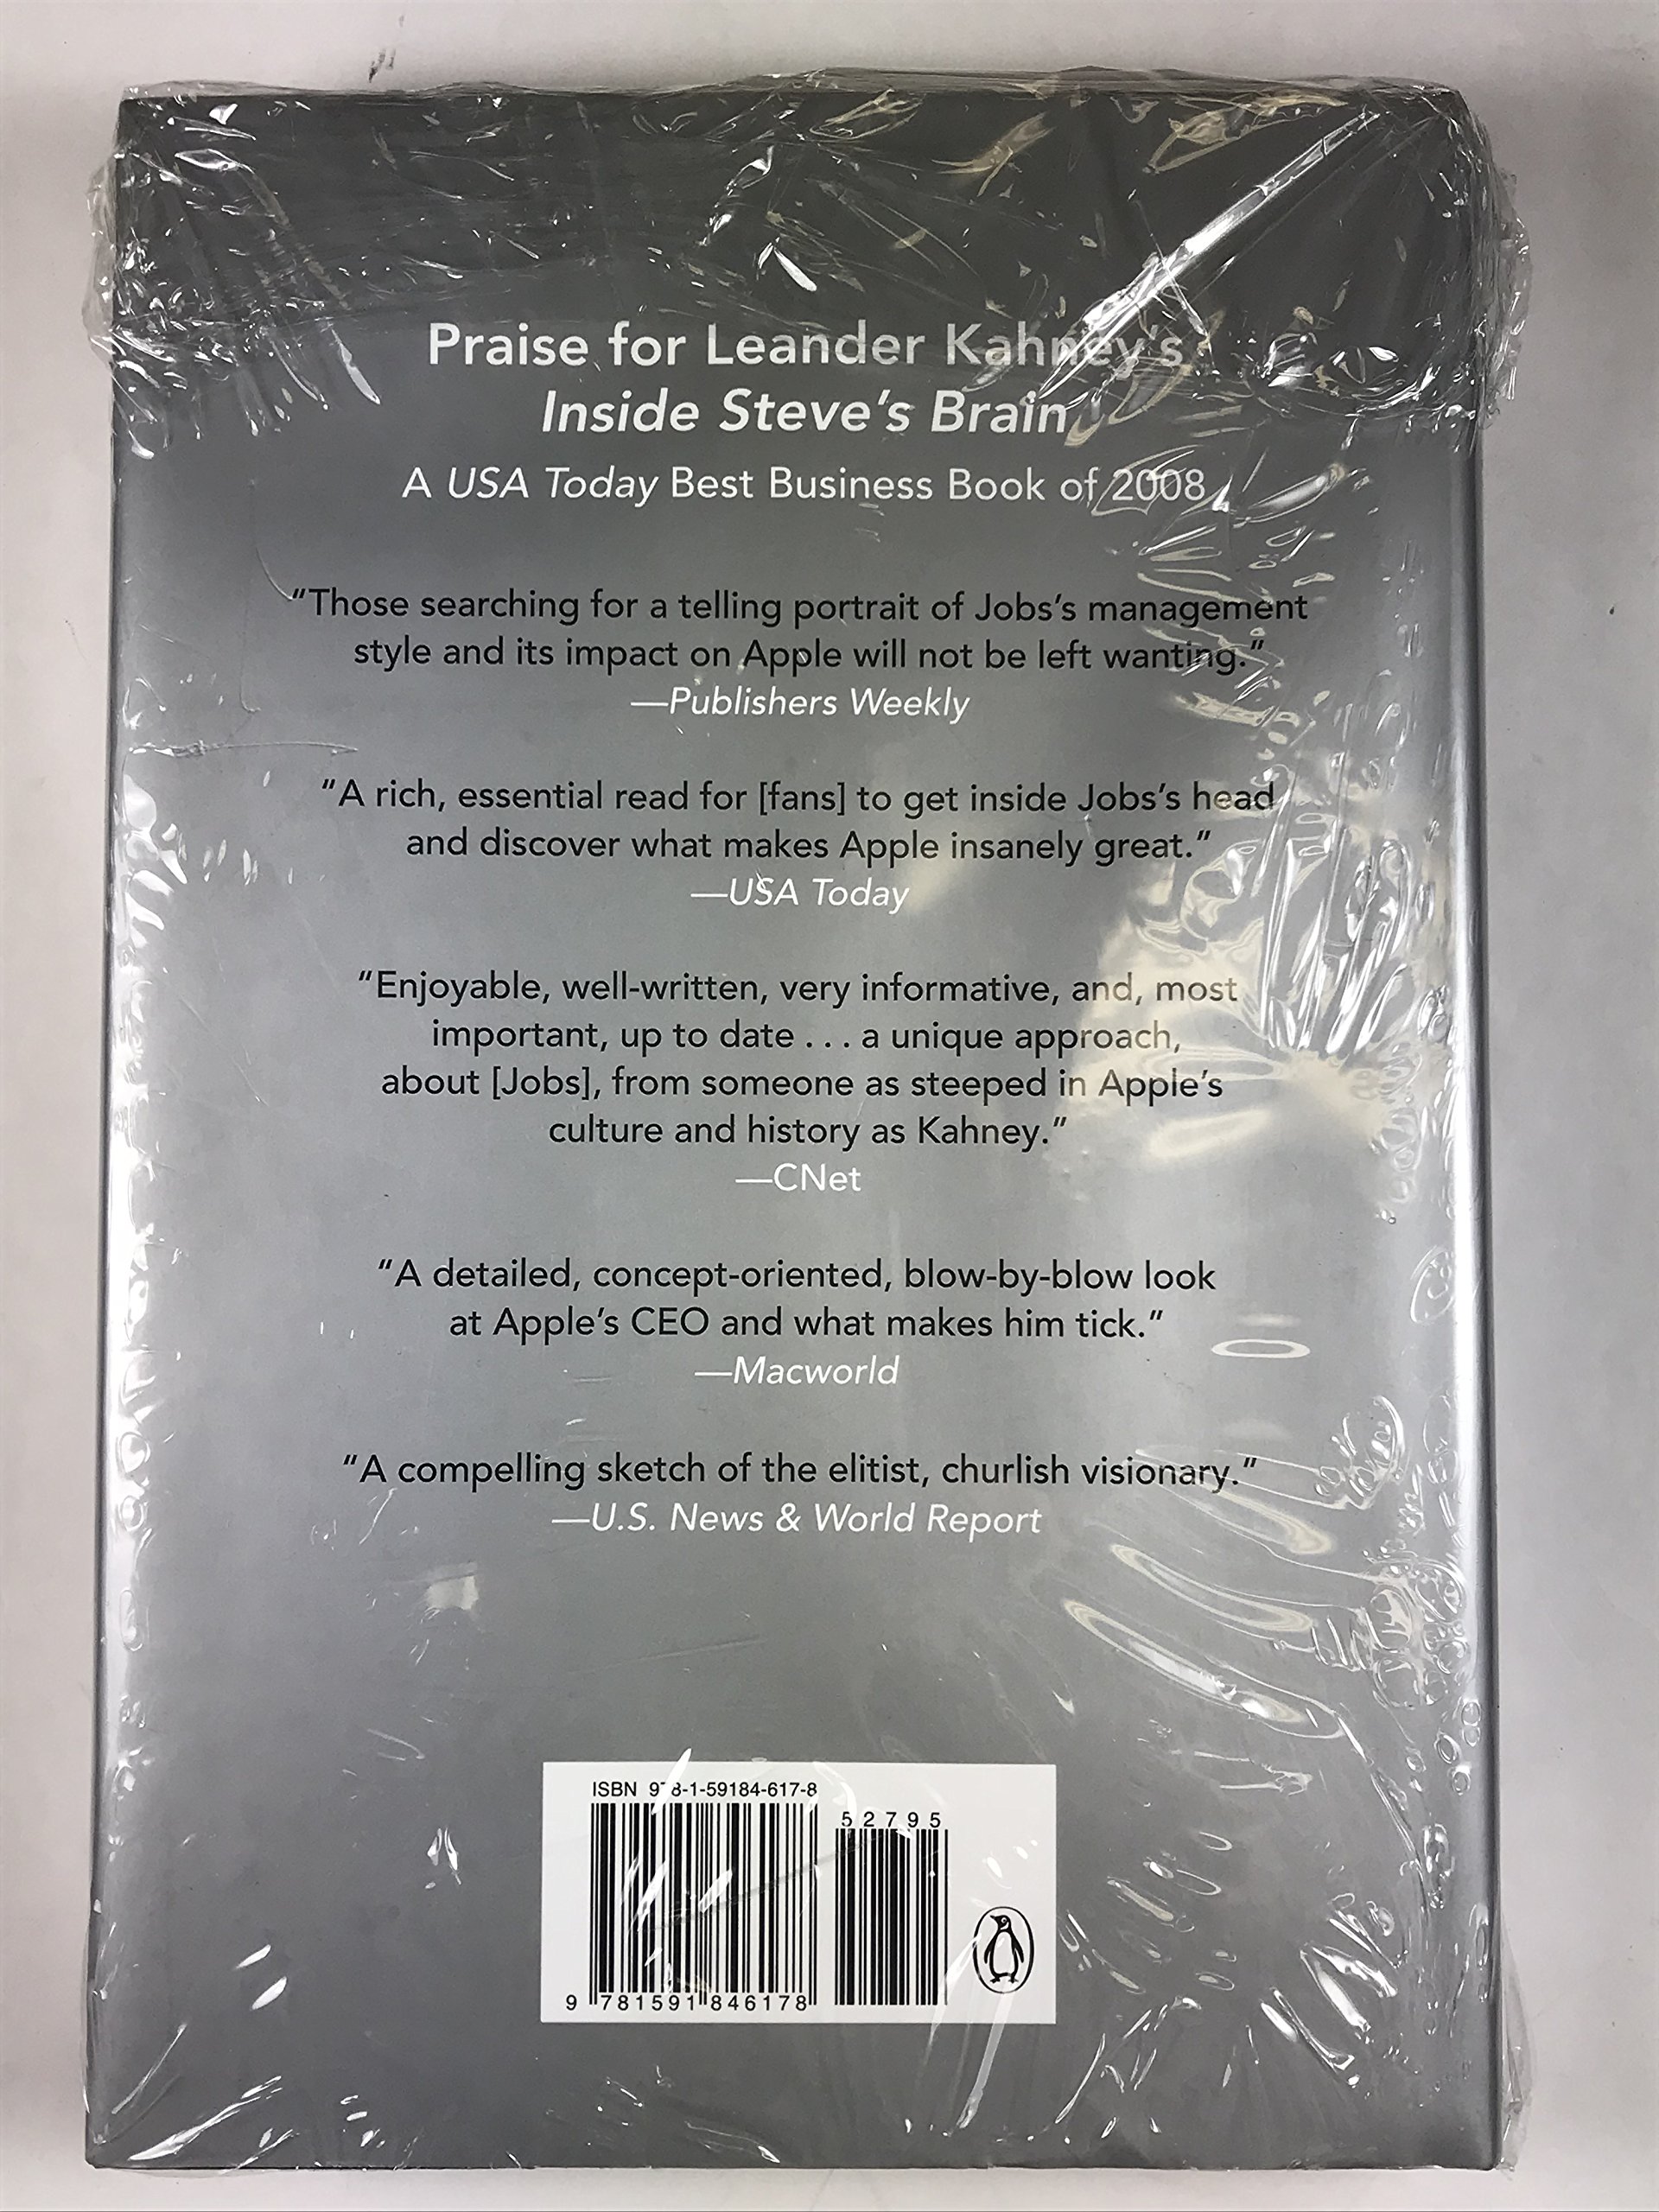 Praise for Leander Kahney's
Inside Steve's Brain
A USA Today Best Business Book of 2008
“Those searching for a telling portrait of Jobs's management
style and its impact on Apple will not be left wanting.”
—Publishers Weekly
“A rich, essential read for [fans] to get inside Jobs's head
and discover what makes Apple insanely great.”
—USA Today
“Enjoyable, well-written, very informative, and, most
important, up to date . . . a unique approach,
about [Jobs], from someone as steeped in Apple's
culture and history as Kahney.”
—CNet
“A detailed, concept-oriented, blow-by-blow look
at Apple's CEO and what makes him tick.”
—Macworld
“A compelling sketch of the elitist, churlish visionary.”
—U.S. News & World Report
ISBN 978-1-59184-617-8
52795
9 781591 846178